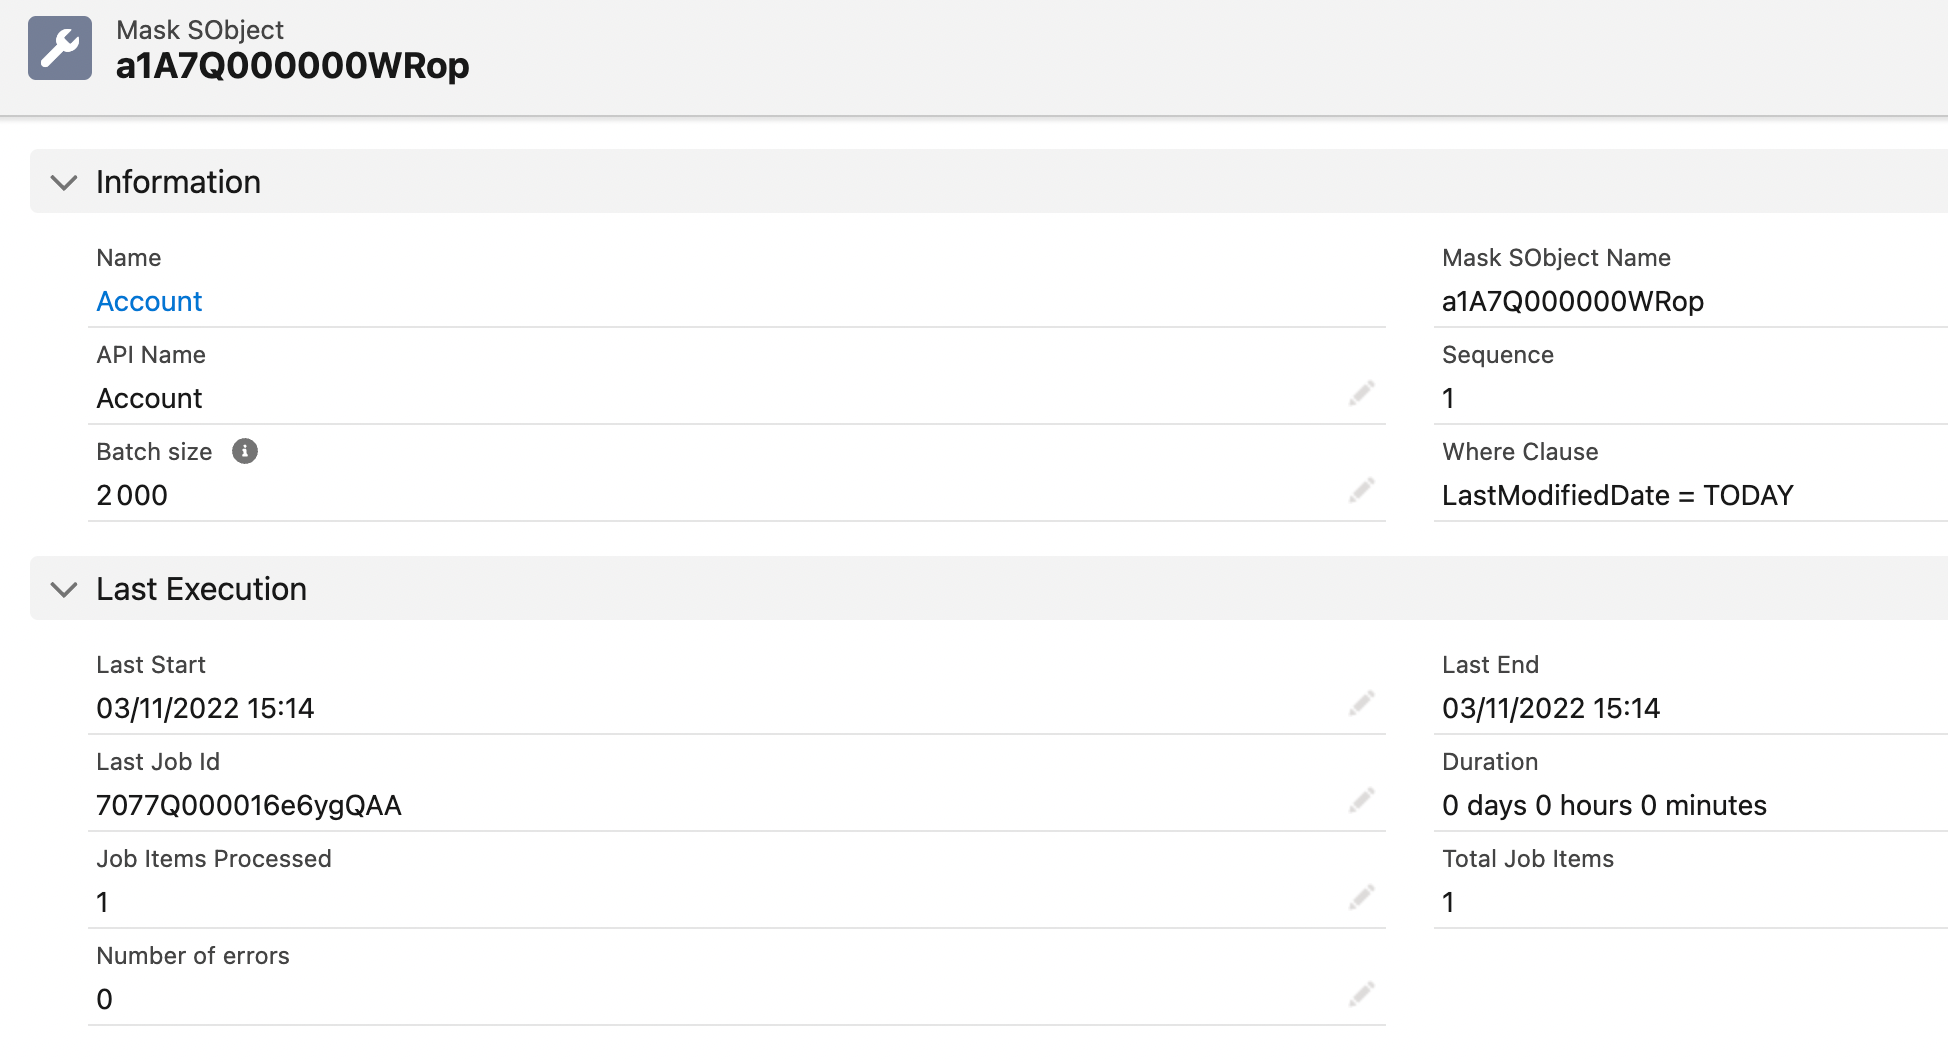 Mask SObject
a1A7Q000000WRop
Information
Name
Account
Mask SObject Name
a1A7Q000000WRop
API Name
Account
Sequence
1
Batch size
2 000
Where Clause
LastModifiedDate = TODAY
Last Execution
Last Start
03/11/2022 15:14
Last End
03/11/2022 15:14
Last Job Id
7077Q000016e6ygQAA
Duration
0 days 0 hours 0 minutes
Job Items Processed
1
Total Job Items
1
Number of errors
0